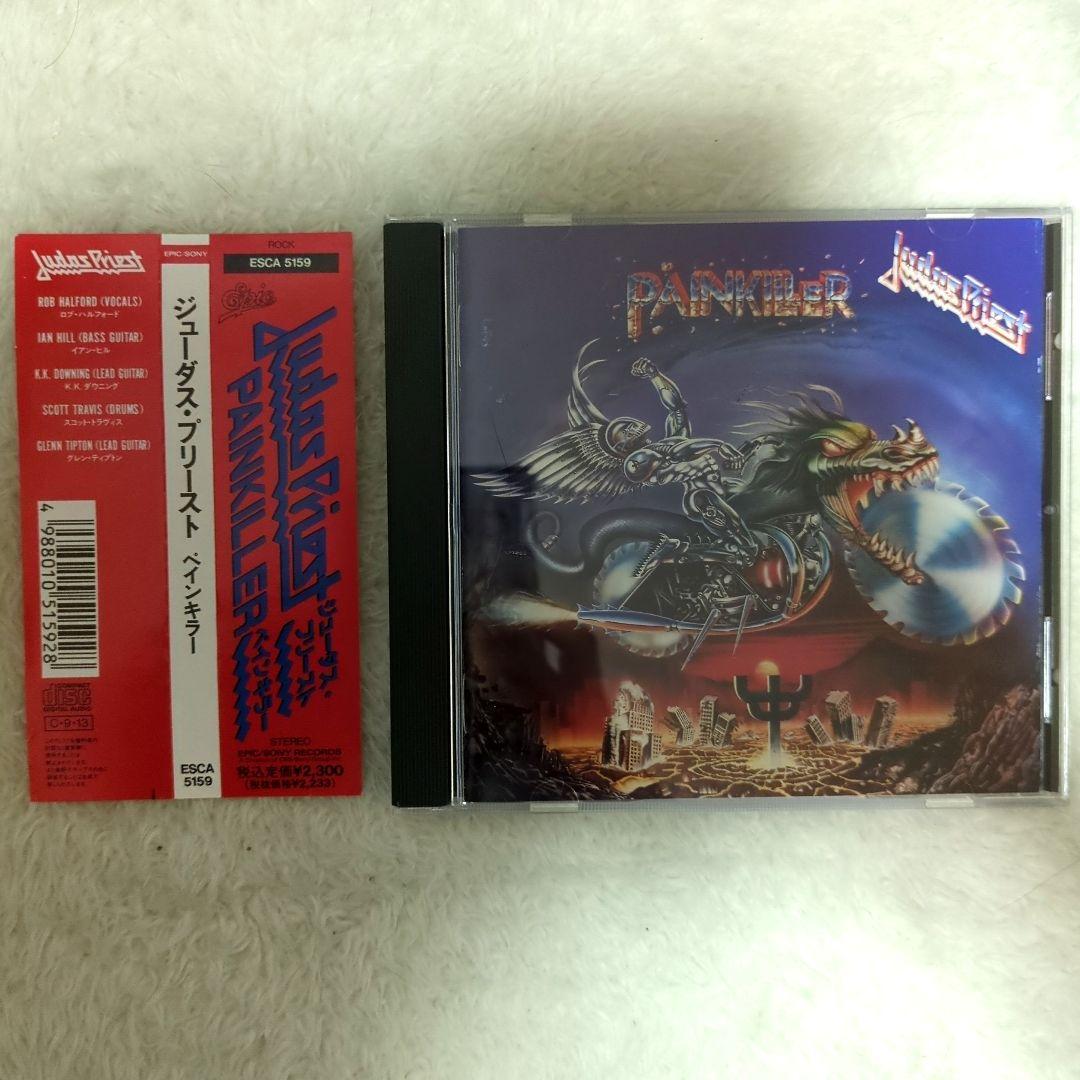 Judas Priest
ROB HALFORD (VOCALS)
ロブ・ハルフォード
IAN HILL (BASS GUITAR)
イアン・ヒル
K.K. DOWNING (LEAD GUITAR)
K.K. ダウニング
SCOTT TRAVIS (DRUMS)
スコット・トラヴィス
GLENN TIPTON (LEAD GUITAR)
グレン・ティプトン
4988010 515928
COMPACT
disc
DIGITAL AUDIO
C-9-13
EPIC/SONY
ジューダス・プリースト ペインキラー
ESCA
5159
ROCK
ESCA 5159
Epic
Judas Priest
PAINKILLER
ジューダス・
プリースト
ペインキラー
STEREO
EPIC/SONY RECORDS
税込定価¥2,300
(税抜価格¥2,233)
PAINKILLER
Judas Priest